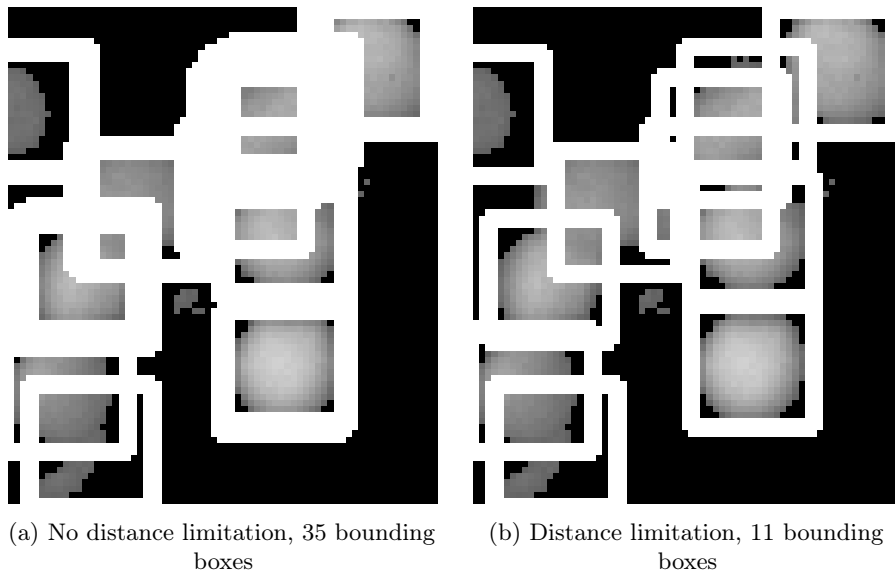 (a) No distance limitation, 35 bounding
boxes
(b) Distance limitation, 11 bounding
boxes